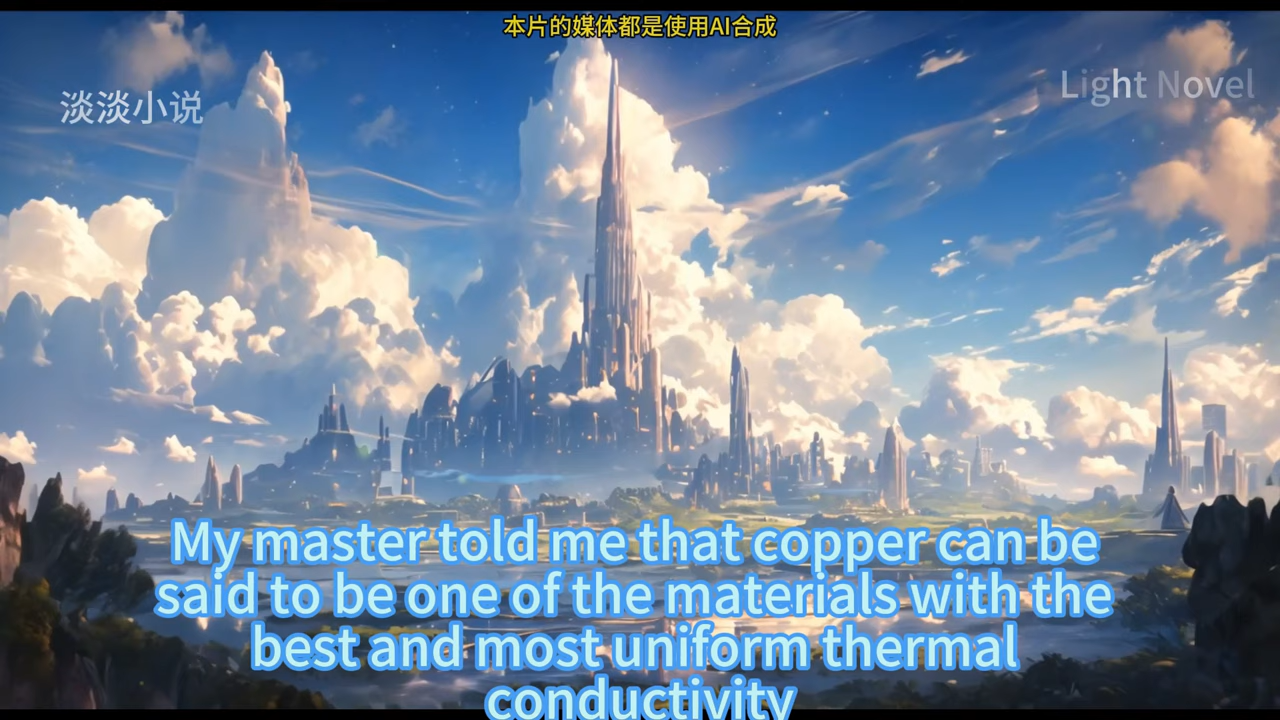 本片的媒体都是使用AI合成
淡淡小说
Light Novel
My master told me that copper can be
said to be one of the materials with the
best and most uniform thermal
conductivity